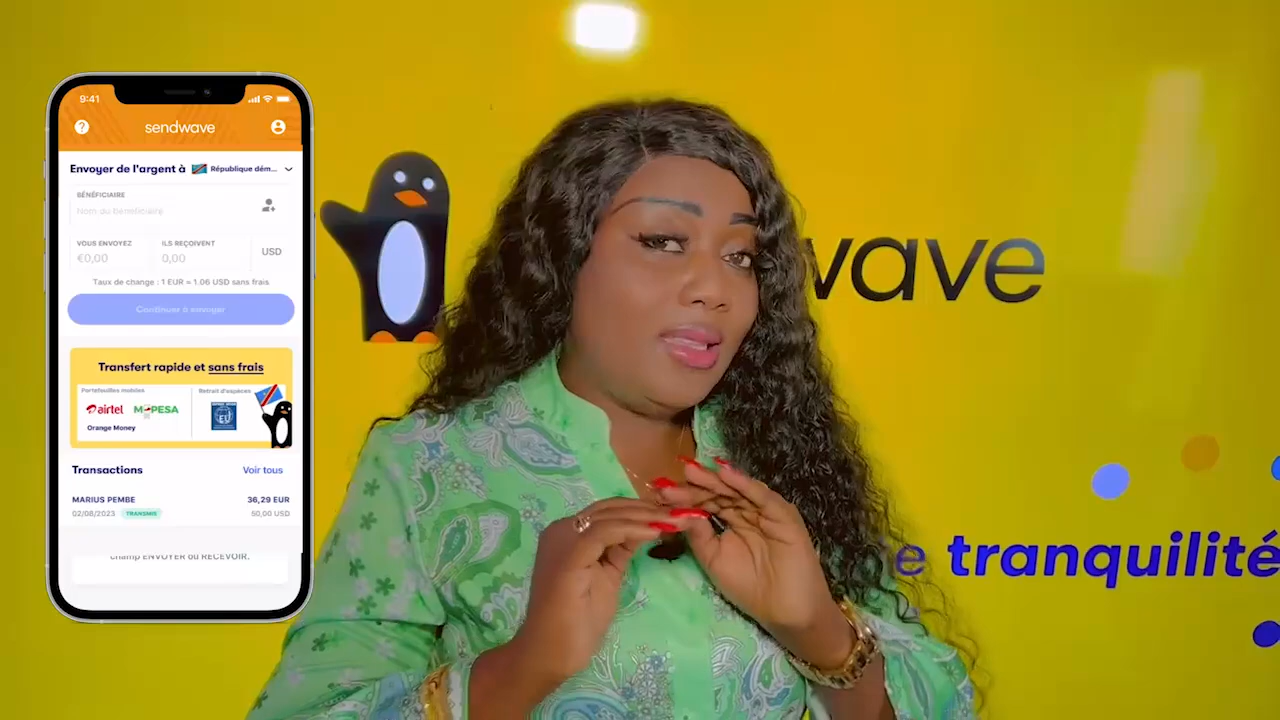 9:41
sendwave
Envoyer de l'argent à République dém...
BÉNÉFICIAIRE
Nom du bénéficiaire
VOUS ENVOYEZ
ILS REÇOIVENT
€0,00
0,00
USD
Taux de change : 1 EUR = 1.06 USD sans frais
Continuer à envoyer
Transfert rapide et sans frais
Portefeuilles mobiles
Retrait d'espèces
airtel
M-PESA
Orange Money
Transactions
Voir tous
MARIUS PEMBE
36,29 EUR
02/08/2023
TRANSMIS
50,00 USD
champ ENVOYER ou RECEVOIR.
wave
e tranquilité